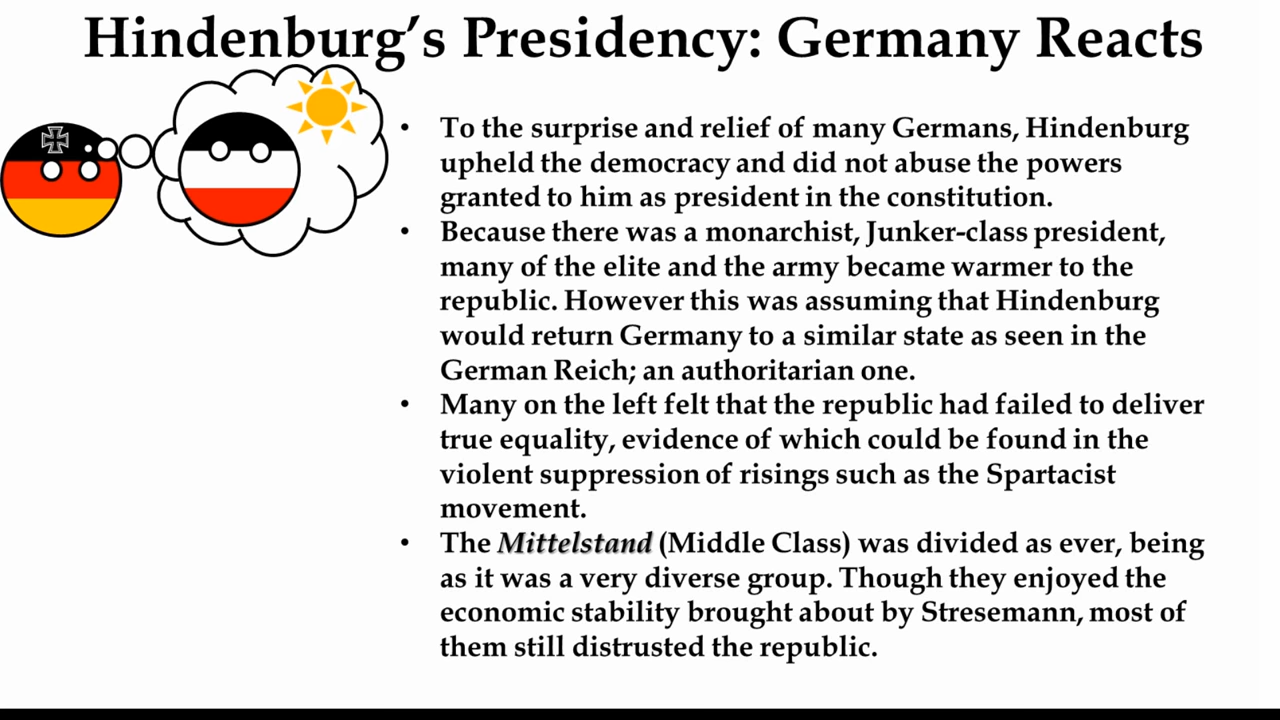 Hindenburg’s Presidency: Germany Reacts
• To the surprise and relief of many Germans, Hindenburg
upheld the democracy and did not abuse the powers
granted to him as president in the constitution.
• Because there was a monarchist, Junker-class president,
many of the elite and the army became warmer to the
republic. However this was assuming that Hindenburg
would return Germany to a similar state as seen in the
German Reich; an authoritarian one.
• Many on the left felt that the republic had failed to deliver
true equality, evidence of which could be found in the
violent suppression of risings such as the Spartacist
movement.
• The Mittelstand (Middle Class) was divided as ever, being
as it was a very diverse group. Though they enjoyed the
economic stability brought about by Stresemann, most of
them still distrusted the republic.